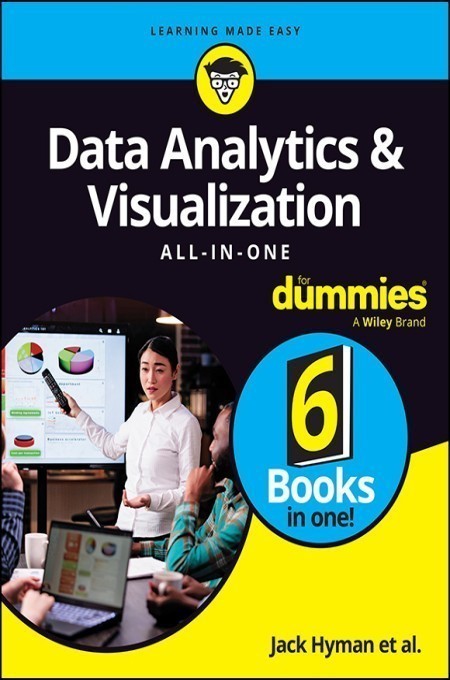 LEARNING MADE EASY
Data Analytics &
Visualization
ALL-IN-ONE
for
dummies®
A Wiley Brand
6
Books
in one!
Jack Hyman et al.